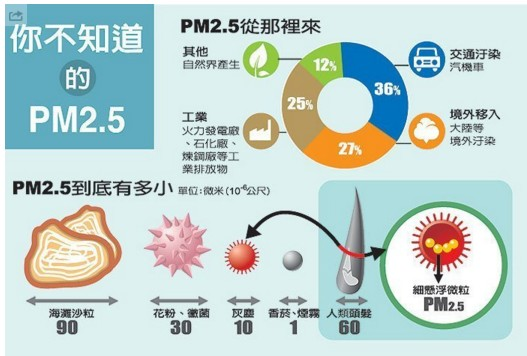 你不知道
的
PM2.5
PM2.5從那裡來
其他
自然界產生
12%
交通汙染
汽機車
36%
工業
火力發電廠
、石化廠、
煉鋼廠等工
業排放物
25%
境外移入
大陸等
境外汙染
27%
PM2.5到底有多小 單位:微米(10⁻⁶公尺)
海灘沙粒
90
花粉、黴菌
30
灰塵
10
香菸、煙霧
1
人類頭髮
60
細懸浮微粒
PM2.5